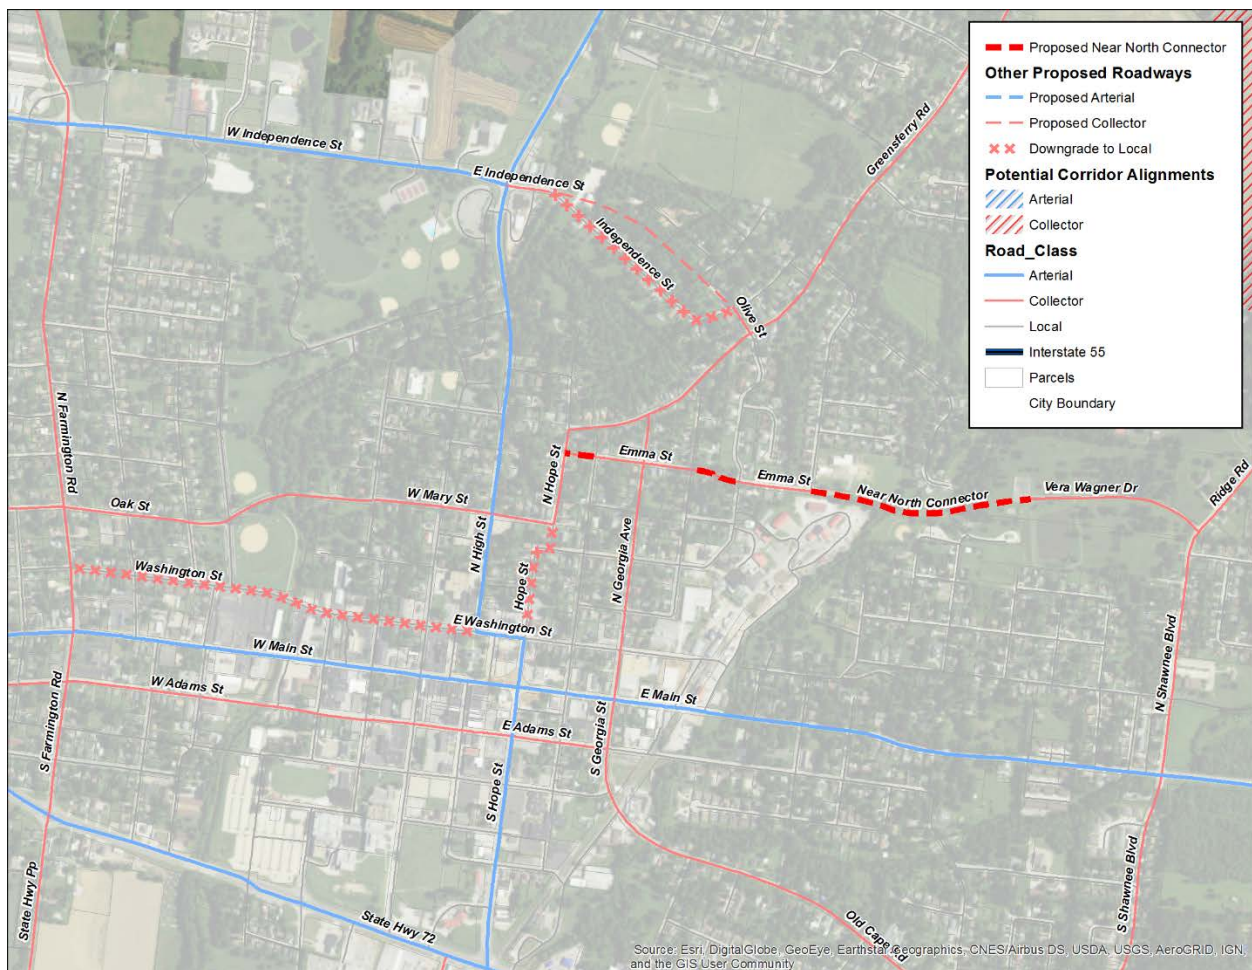 Proposed Near North Connector
Other Proposed Roadways
Proposed Arterial
Proposed Collector
Downgrade to Local
Potential Corridor Alignments
Arterial
Collector
Road_Class
Arterial
Collector
Local
Interstate 55
Parcels
City Boundary
W Independence St
E Independence St
Greensferry Rd
Independence St
Olive St
N Farmington Rd
N Hope St
Emma St
Emma St
Near North Connector
Vera Wagner Dr
Ridge Rd
Oak St
W Mary St
N High St
Washington St
Hope St
N Georgia Ave
E Washington St
W Main St
E Main St
N Shawnee Blvd
S Farmington Rd
W Adams St
E Adams St
S Georgia St
S Hope St
State Hwy Pp
State Hwy 72
Old Cape Rd
S Shawnee Blvd
Source: Esri, DigitalGlobe, GeoEye, Earthstar Geographics, CNES/Airbus DS, USDA, USGS, AeroGRID, IGN
and the GIS User Community